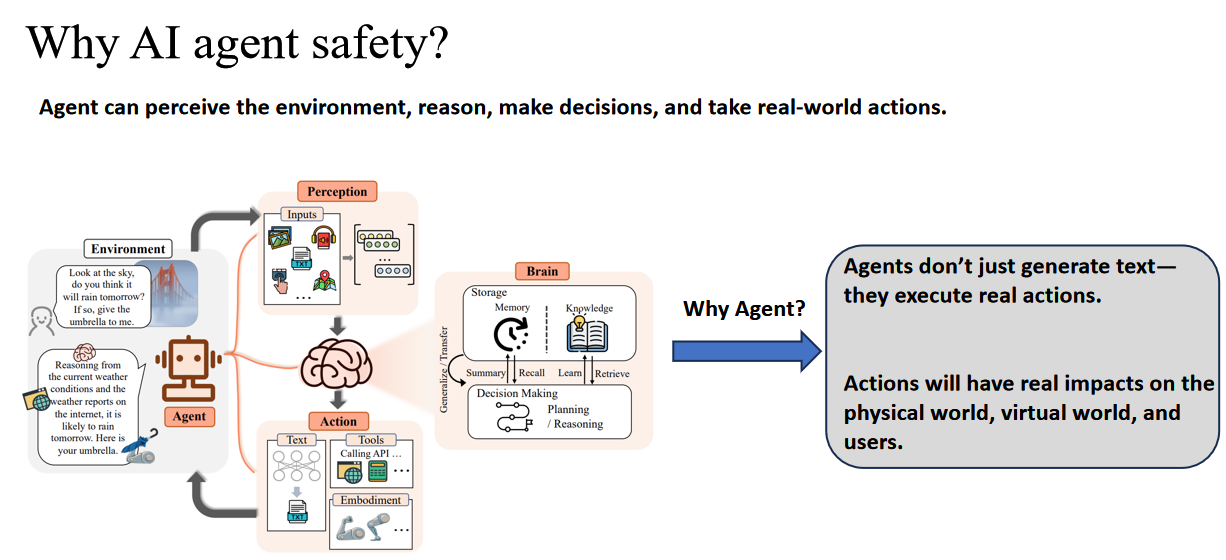 Why AI agent safety?
Agent can perceive the environment, reason, make decisions, and take real-world actions.
Environment
Look at the sky,
do you think it
will rain tomorrow?
If so, give the
umbrella to me.
Reasoning from
the current weather
conditions and the
weather reports on
the internet, it is
likely to rain
tomorrow. Here is
your umbrella.
Agent
Perception
Inputs
TXT
...
...
Action
Text
TXT
Tools
Calling API ...
...
Embodiment
...
Brain
Storage
Memory
Knowledge
Generalize / Transfer
Summary
Recall
Learn
Retrieve
Decision Making
Planning
/ Reasoning
Why Agent?
Agents don’t just generate text—
they execute real actions.
Actions will have real impacts on the
physical world, virtual world, and
users.